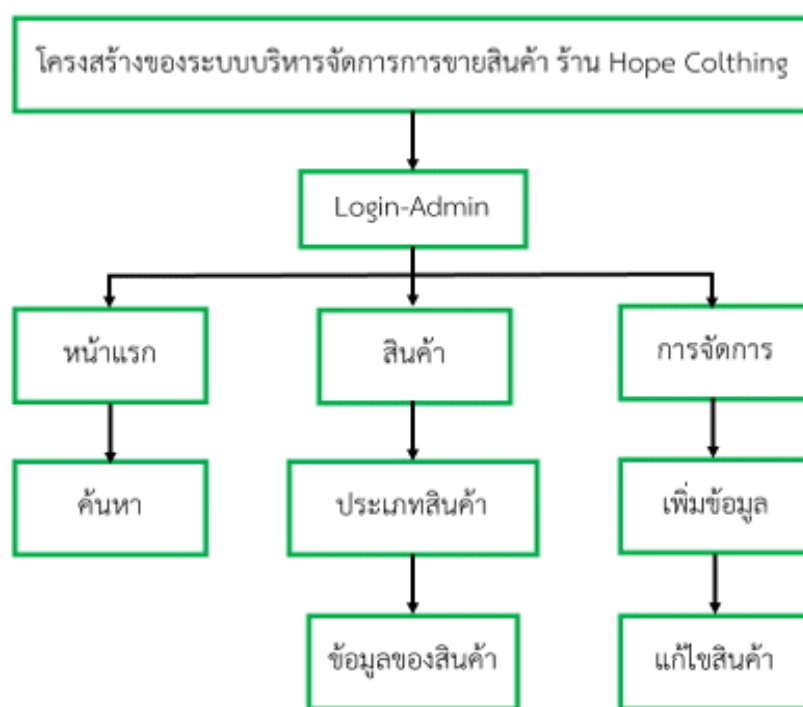 โครงสร้างของระบบบริหารจัดการการขายสินค้า ร้าน Hope Colthing
Login-Admin
หน้าแรก
สินค้า
การจัดการ
ค้นหา
ประเภทสินค้า
เพิ่มข้อมูล
ข้อมูลของสินค้า
แก้ไขสินค้า